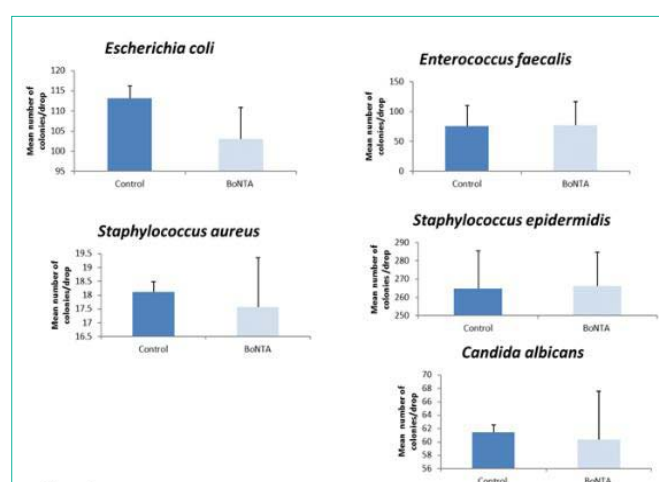 Escherichia coli
Mean number of
colonies/drop
120
115
110
105
100
95
Control
BoNTA
Enterococcus faecalis
Mean number of
colonies/drop
150
100
50
0
Control
BoNTA
Staphylococcus aureus
Mean number of
colonies/drop
19.5
19
18.5
18
17.5
17
16.5
Control
BoNTA
Staphylococcus epidermidis
Mean number of
colonies /drop
290
280
270
260
250
Control
BoNTA
Candida albicans
Mean number of
colonies/drop
70
68
66
64
62
60
58
56
Control
BoNTA